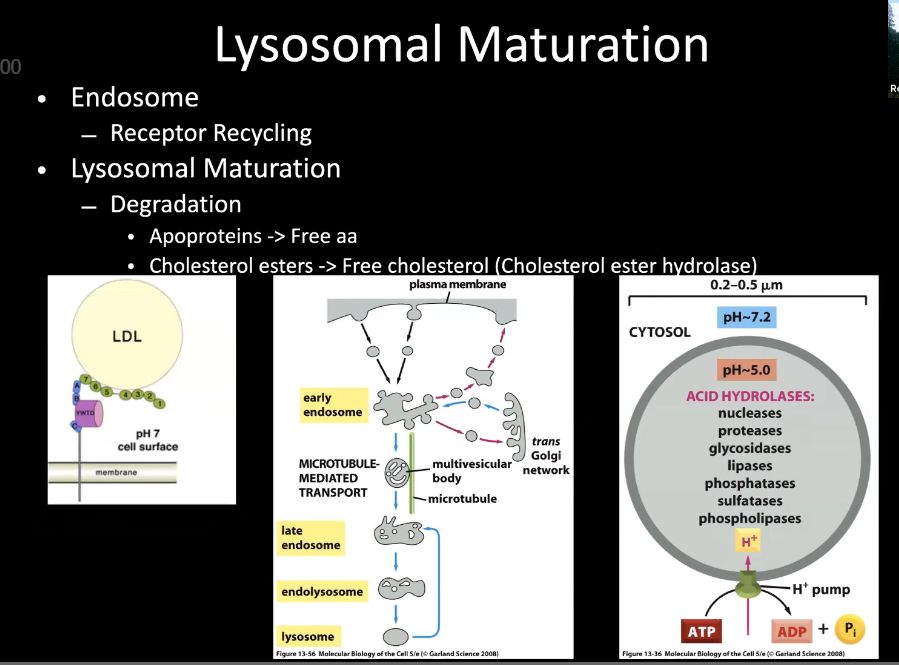 Lysosomal Maturation
00
Re
• Endosome
– Receptor Recycling
• Lysosomal Maturation
– Degradation
• Apoproteins -> Free aa
• Cholesterol esters -> Free cholesterol (Cholesterol ester hydrolase)
LDL
7
6
5
4
3
2
1
A
B
YWTD
C
pH 7
cell surface
membrane
plasma membrane
early
endosome
trans
Golgi
network
MICROTUBULE-
MEDIATED
TRANSPORT
multivesicular
body
microtubule
late
endosome
endolysosome
lysosome
Figure 13-56 Molecular Biology of the Cell 5/e (© Garland Science 2008)
0.2–0.5 µm
pH~7.2
CYTOSOL
pH~5.0
ACID HYDROLASES:
nucleases
proteases
glycosidases
lipases
phosphatases
sulfatases
phospholipases
H+
H+ pump
ATP
ADP + Pi
Figure 13-36 Molecular Biology of the Cell 5/e (© Garland Science 2008)